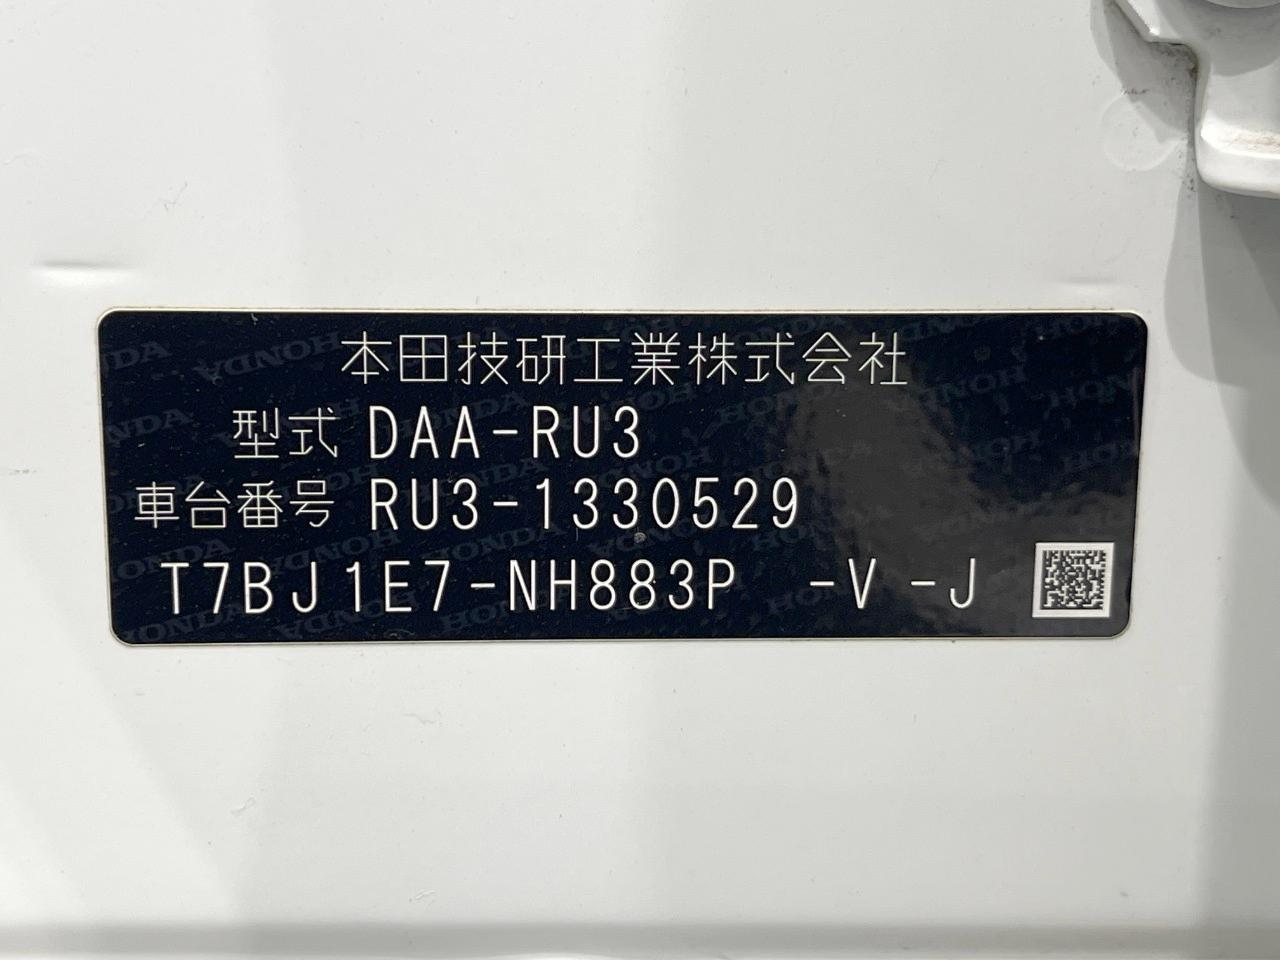 本田技研工業株式会社
型式 DAA-RU3
車台番号 RU3-1330529
T7BJ1E7-NH883P -V -J